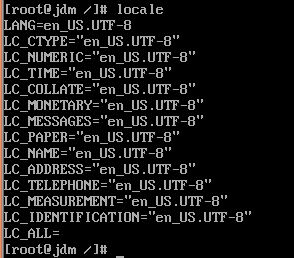 [root@jdm /]# locale
LANG=en_US.UTF-8
LC_CTYPE="en_US.UTF-8"
LC_NUMERIC="en_US.UTF-8"
LC_TIME="en_US.UTF-8"
LC_COLLATE="en_US.UTF-8"
LC_MONETARY="en_US.UTF-8"
LC_MESSAGES="en_US.UTF-8"
LC_PAPER="en_US.UTF-8"
LC_NAME="en_US.UTF-8"
LC_ADDRESS="en_US.UTF-8"
LC_TELEPHONE="en_US.UTF-8"
LC_MEASUREMENT="en_US.UTF-8"
LC_IDENTIFICATION="en_US.UTF-8"
LC_ALL=
[root@jdm /]# _